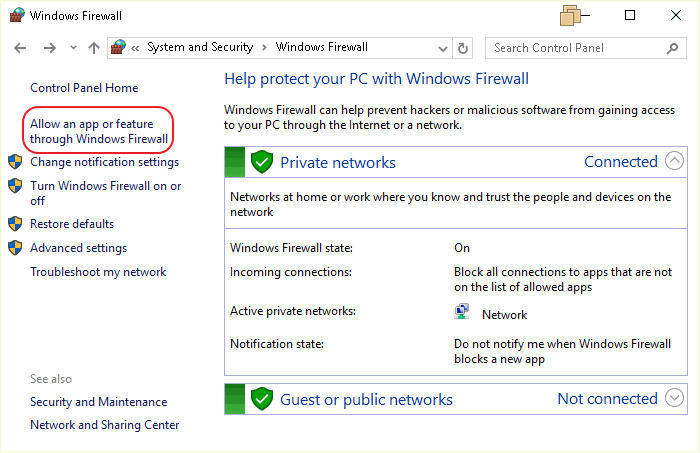 Windows Firewall
« System and Security > Windows Firewall
Search Control Panel
Control Panel Home
Allow an app or feature
through Windows Firewall
Change notification settings
Turn Windows Firewall on or
off
Restore defaults
Advanced settings
Troubleshoot my network
See also
Security and Maintenance
Network and Sharing Center
Help protect your PC with Windows Firewall
Windows Firewall can help prevent hackers or malicious software from gaining access
to your PC through the Internet or a network.
Private networks Connected
Networks at home or work where you know and trust the people and devices on the
network
Windows Firewall state: On
Incoming connections: Block all connections to apps that are not
on the list of allowed apps
Active private networks: Network
Notification state: Do not notify me when Windows Firewall
blocks a new app
Guest or public networks Not connected